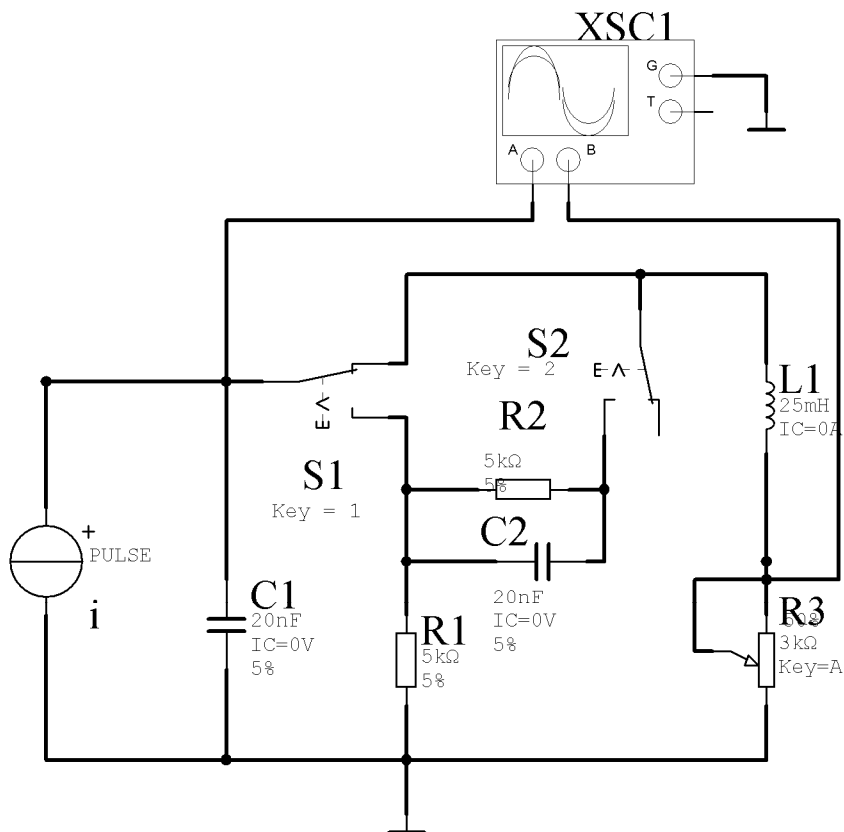 XSC1
G
T
A
B
S2
Key = 2
E
L1
25mH
IC=0A
R2
5kΩ
5%
E
S1
Key = 1
C2
20nF
IC=0V
5%
+
PULSE
i
C1
20nF
IC=0V
5%
R1
5kΩ
5%
R3
3kΩ
Key=A